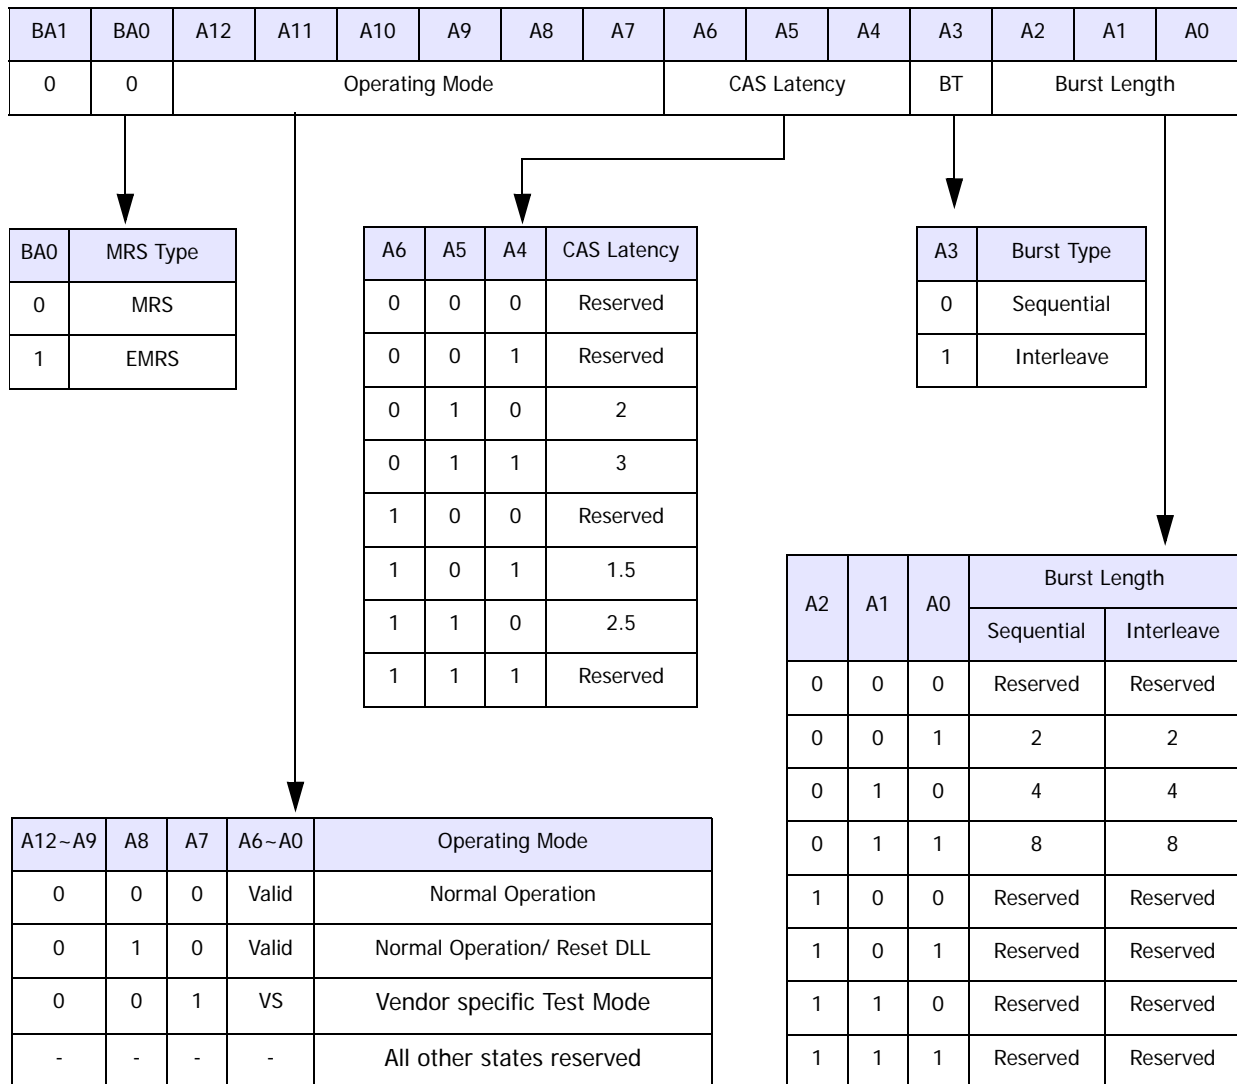 BA1 BA0 A12 A11 A10 A9 A8 A7 A6 A5 A4 A3 A2 A1 A0
0 0 Operating Mode CAS Latency BT Burst Length
BA0 MRS Type
0 MRS
1 EMRS
A6 A5 A4 CAS Latency
0 0 0 Reserved
0 0 1 Reserved
0 1 0 2
0 1 1 3
1 0 0 Reserved
1 0 1 1.5
1 1 0 2.5
1 1 1 Reserved
A3 Burst Type
0 Sequential
1 Interleave
A2 A1 A0 Burst Length
Sequential Interleave
0 0 0 Reserved Reserved
0 0 1 2 2
0 1 0 4 4
0 1 1 8 8
1 0 0 Reserved Reserved
1 0 1 Reserved Reserved
1 1 0 Reserved Reserved
1 1 1 Reserved Reserved
A12~A9 A8 A7 A6~A0 Operating Mode
0 0 0 Valid Normal Operation
0 1 0 Valid Normal Operation/ Reset DLL
0 0 1 VS Vendor specific Test Mode
- - - - All other states reserved